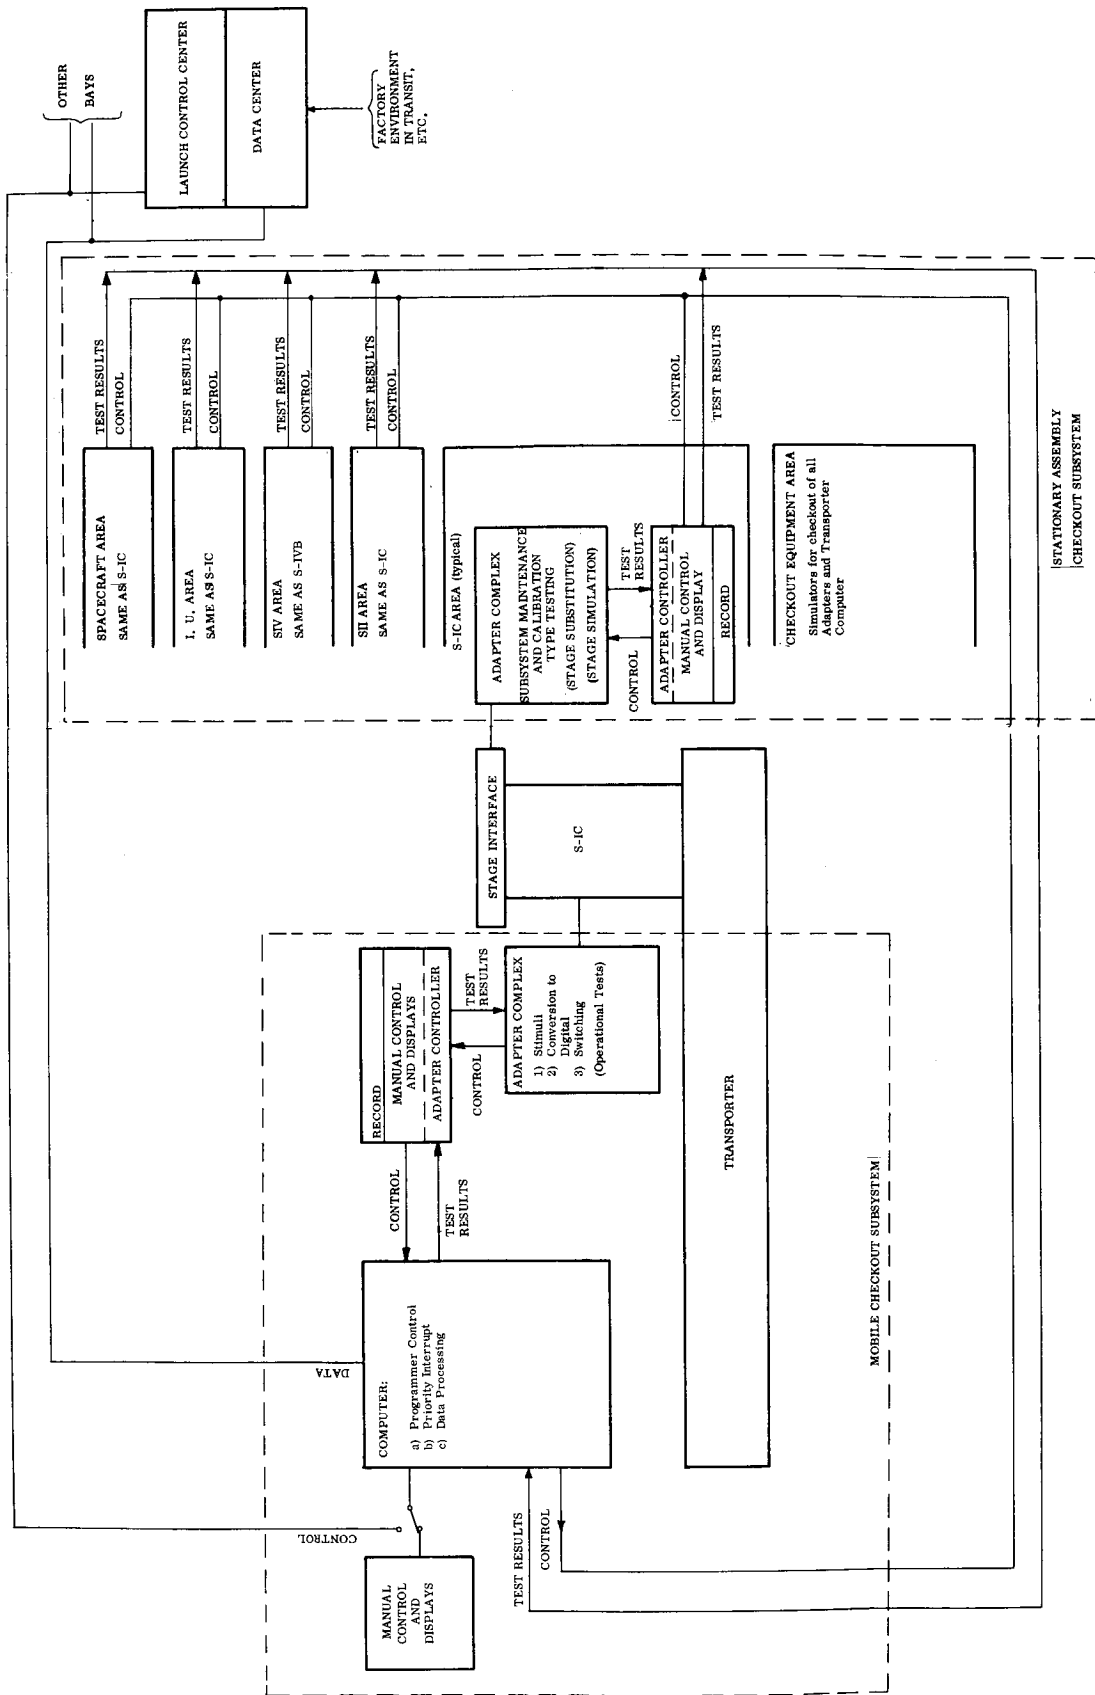 OTHER
BAYS
LAUNCH CONTROL CENTER
DATA CENTER
FACTORY
ENVIRONMENT
IN TRANSIT,
ETC.
TEST RESULTS
CONTROL
SPACECRAFT AREA
SAME AS S-IC
TEST RESULTS
CONTROL
I. U. AREA
SAME AS S-IC
TEST RESULTS
CONTROL
SIV AREA
SAME AS S-IVB
TEST RESULTS
CONTROL
SII AREA
SAME AS S-IC
S-IC AREA (typical)
ADAPTER COMPLEX
SUBSYSTEM MAINTENANCE
AND CALIBRATION
TYPE TESTING
(STAGE SUBSTITUTION)
(STAGE SIMULATION)
TEST
RESULTS
CONTROL
ADAPTER CONTROLLER
MANUAL CONTROL
AND DISPLAY
RECORD
CONTROL
TEST RESULTS
CHECKOUT EQUIPMENT AREA
Simulators for checkout of all
Adapters and Transporter
Computer
STATIONARY ASSEMBLY
CHECKOUT SUBSYSTEM
STAGE INTERFACE
S-IC
TRANSPORTER
RECORD
MANUAL CONTROL
AND DISPLAYS
ADAPTER CONTROLLER
TEST
RESULTS
CONTROL
ADAPTER COMPLEX
1) Stimuli
2) Conversion to
Digital
3) Switching
(Operational Tests)
CONTROL
TEST
RESULTS
DATA
COMPUTER:
a) Programmer Control
b) Priority Interrupt
c) Data Processing
CONTROL
MANUAL
CONTROL
AND
DISPLAYS
TEST RESULTS
CONTROL
MOBILE CHECKOUT SUBSYSTEM